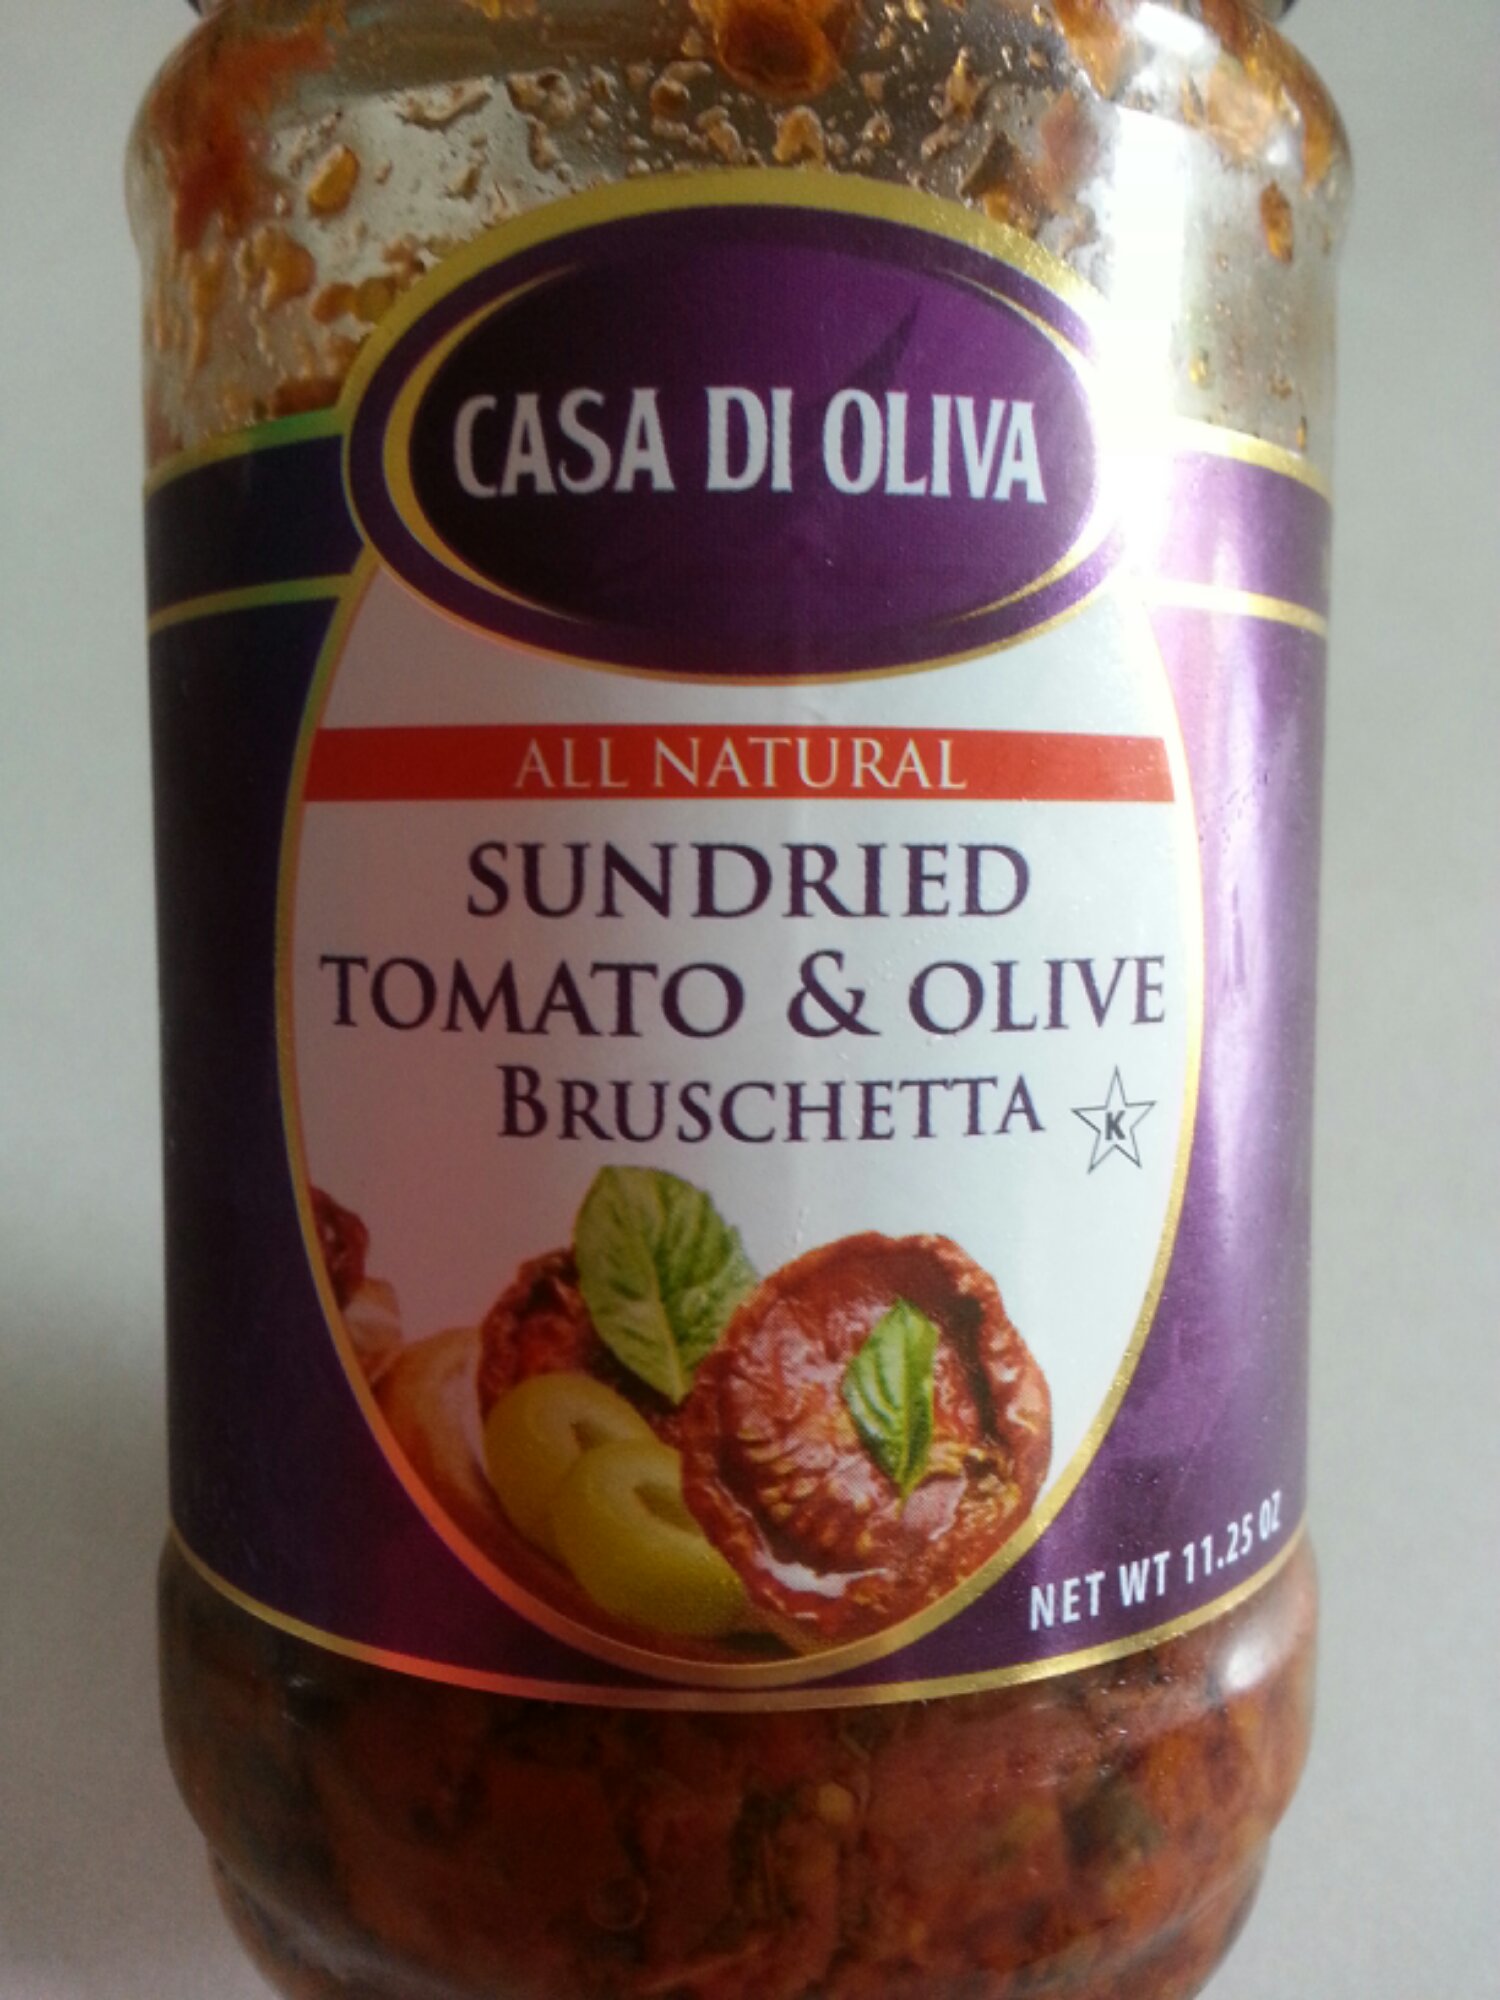 CASA DI OLIVA
ALL NATURAL
SUNDRIED
TOMATO & OLIVE
BRUSCHETTA
K
NET WT 11.25 OZ